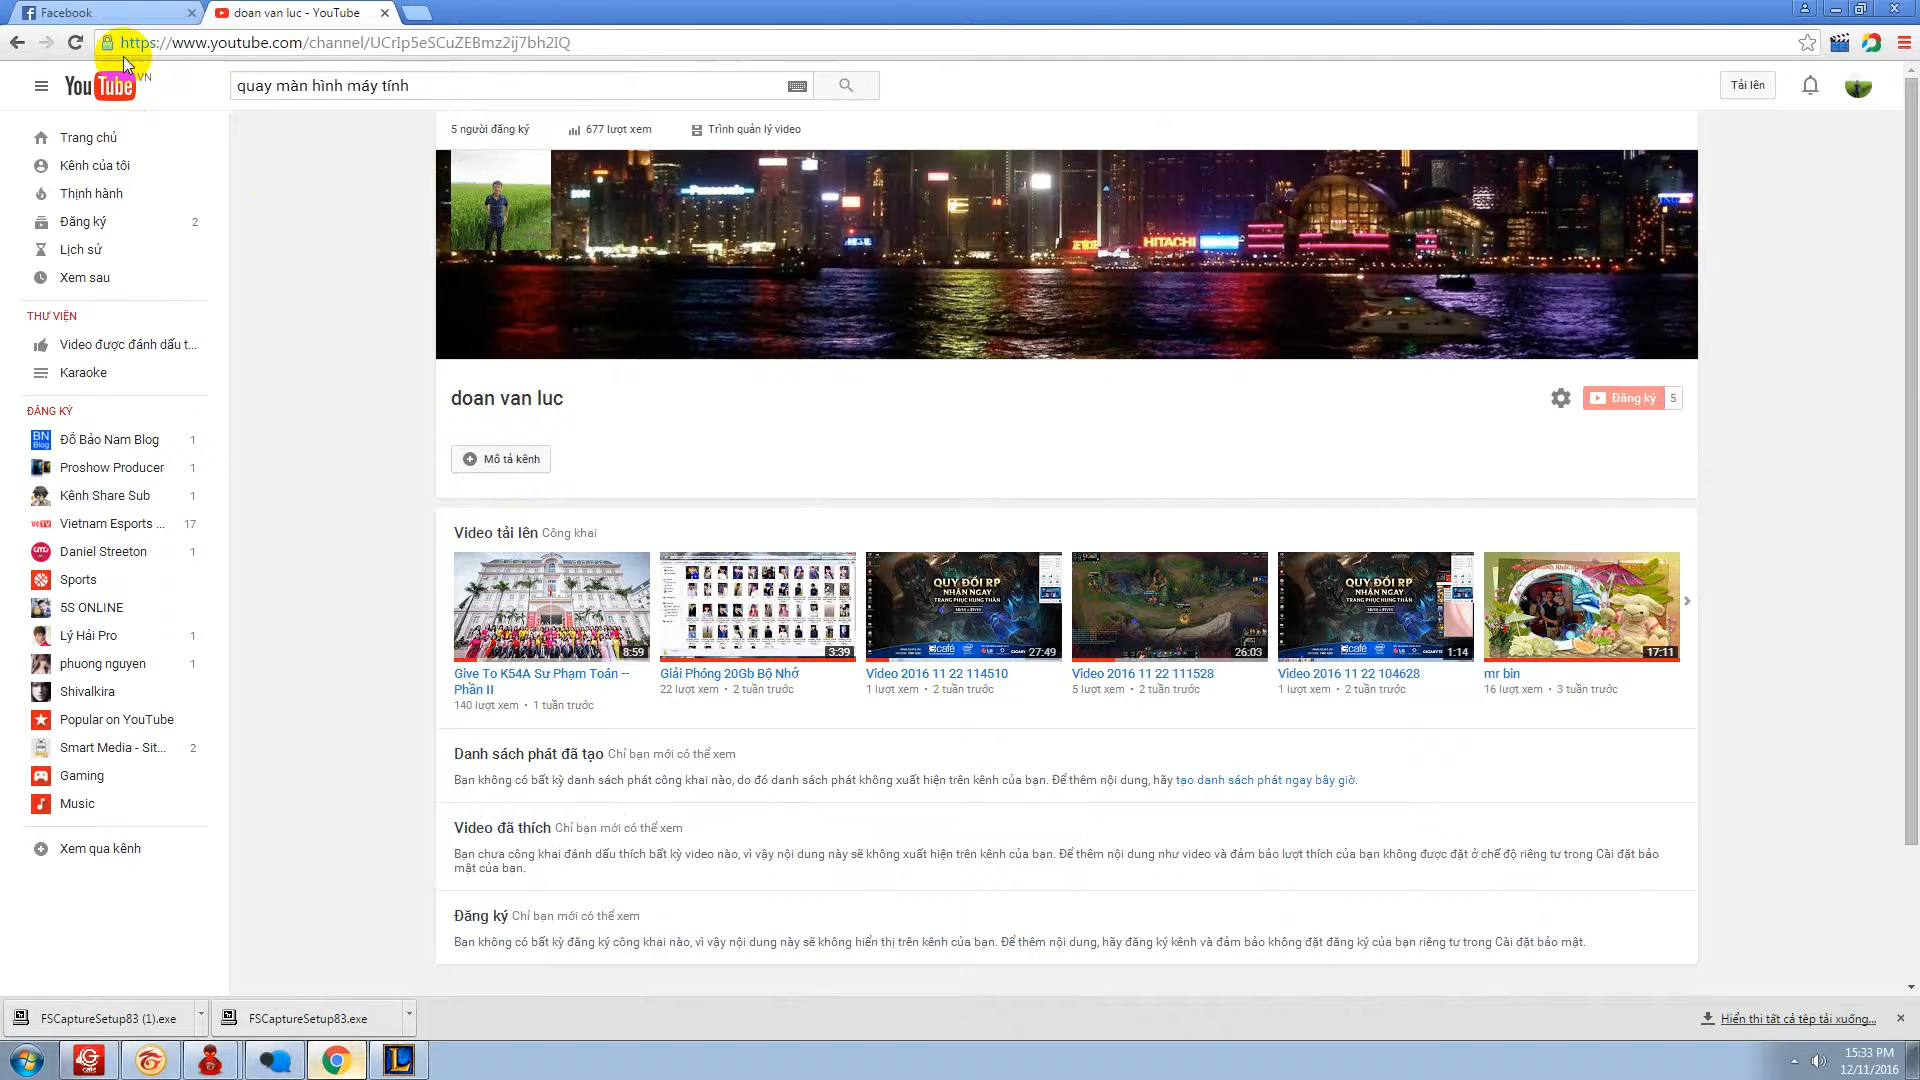 Facebook
doan van luc - YouTube
https://www.youtube.com/channel/UCrIp5eSCuZEBmz2ij7bh2IQ
YouTube VN
quay màn hình máy tính
Tải lên
Trang chủ
Kênh của tôi
Thịnh hành
Đăng ký 2
Lịch sử
Xem sau
THƯ VIỆN
Video được đánh dấu t...
Karaoke
ĐĂNG KÝ
BN Blog
Đỗ Bảo Nam Blog 1
Proshow Producer 1
Kênh Share Sub 1
Vietnam Esports ... 17
Daniel Streeton 1
Sports
5S ONLINE
Lý Hải Pro 1
phuong nguyen 1
Shivalkira
Popular on YouTube
Smart Media - Sit... 2
Gaming
Music
Xem qua kênh
5 người đăng ký
677 lượt xem
Trình quản lý video
Panasonic
HITACHI
doan van luc
Đăng ký 5
Mô tả kênh
Video tải lên Công khai
8:59
3:39
QUY ĐỔI RP
NHẬN NGAY
TRANG PHỤC HUNG THẦN
27:49
26:03
QUY ĐỔI RP
NHẬN NGAY
TRANG PHỤC HUNG THẦN
1:14
17:11
Give To K54A Sư Phạm Toán --
Phần II
140 lượt xem • 1 tuần trước
Giải Phóng 20Gb Bộ Nhớ
22 lượt xem • 2 tuần trước
Video 2016 11 22 114510
1 lượt xem • 2 tuần trước
Video 2016 11 22 111528
5 lượt xem • 2 tuần trước
Video 2016 11 22 104628
1 lượt xem • 2 tuần trước
mr bin
16 lượt xem • 3 tuần trước
Danh sách phát đã tạo Chỉ bạn mới có thể xem
Bạn không có bất kỳ danh sách phát công khai nào, do đó danh sách phát không xuất hiện trên kênh của bạn. Để thêm nội dung, hãy tạo danh sách phát ngay bây giờ.
Video đã thích Chỉ bạn mới có thể xem
Bạn chưa công khai đánh dấu thích bất kỳ video nào, vì vậy nội dung này sẽ không xuất hiện trên kênh của bạn. Để thêm nội dung như video và đảm bảo lượt thích của bạn không được đặt ở chế độ riêng tư trong Cài đặt bảo
mật của bạn.
Đăng ký Chỉ bạn mới có thể xem
Bạn không có bất kỳ đăng ký công khai nào, vì vậy nội dung này sẽ không hiển thị trên kênh của bạn. Để thêm nội dung, hãy đăng ký kênh và đảm bảo không đặt đăng ký của bạn riêng tư trong Cài đặt bảo mật.
FSCaptureSetup83 (1).exe
FSCaptureSetup83.exe
Hiển thị tất cả tệp tải xuống...
15:33 PM
12/11/2016